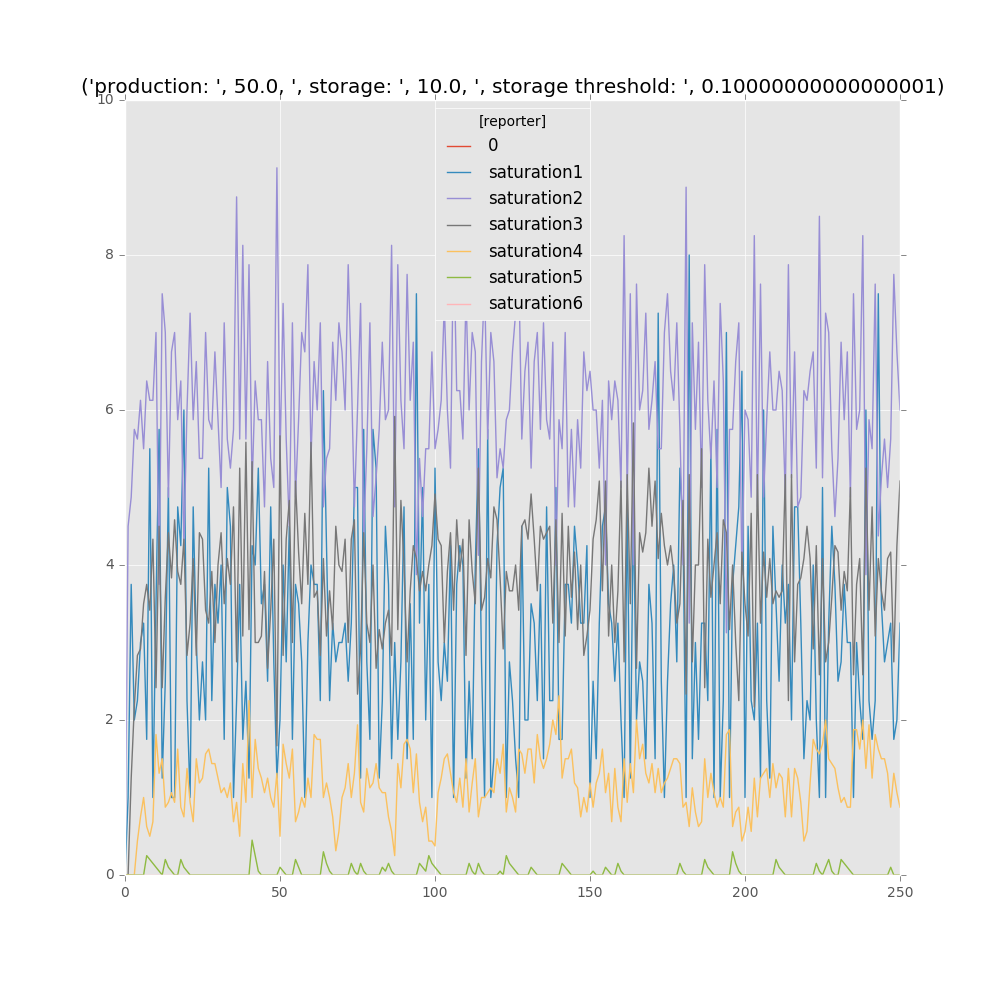 ('production: ', 50.0, ', storage: ', 10.0, ', storage threshold: ', 0.10000000000000001)
10
8
6
4
2
0
[reporter]
0
saturation1
saturation2
saturation3
saturation4
saturation5
saturation6
0 50 100 150 200 250